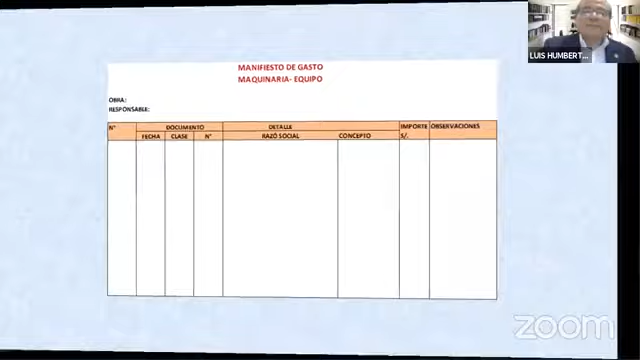 LUIS HUMBERT...
MANIFIESTO DE GASTO
MAQUINARIA- EQUIPO
OBRA:
RESPONSABLE:
N° DOCUMENTO DETALLE IMPORTE OBSERVACIONES
FECHA CLASE N° RAZÓ SOCIAL CONCEPTO S/.
zoom